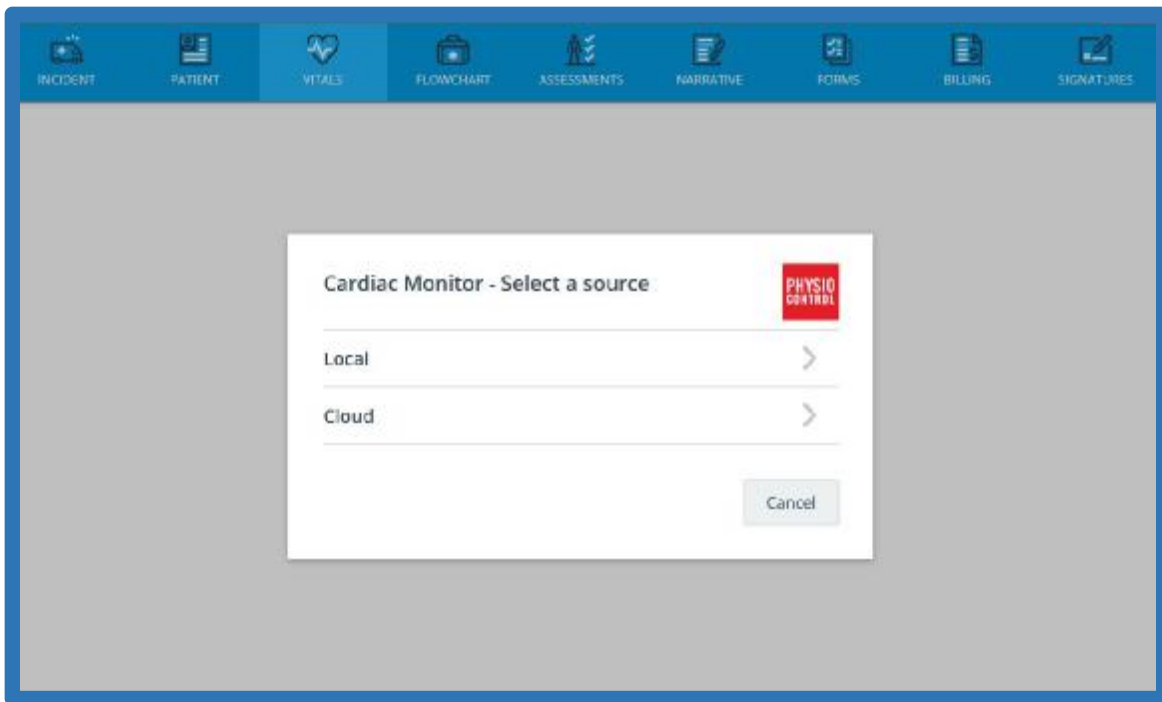 INCIDENT PATIENT VITALS FLOWCHART ASSESSMENTS NARRATIVE FORMS BILLING SIGNATURES
Cardiac Monitor - Select a source
PHYSIO
CONTROL
Local
Cloud
Cancel